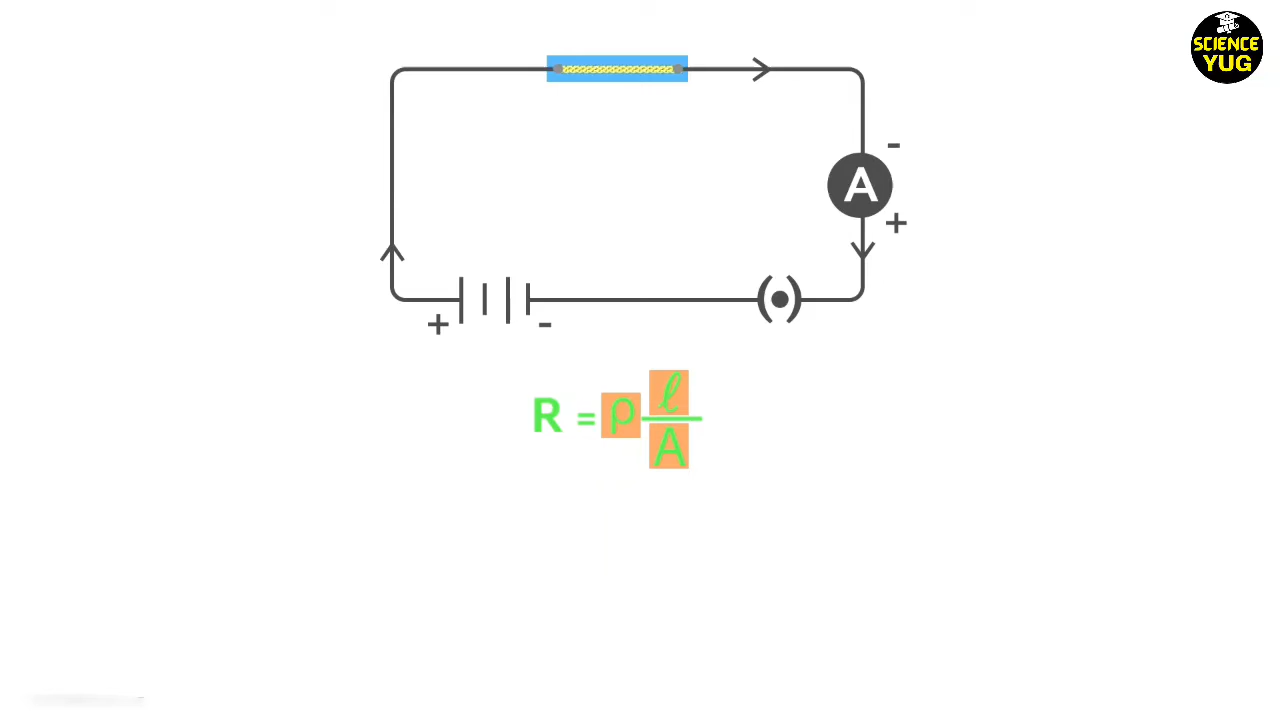 SCIENCE
YUG
-
A
+
+ -
R = ρ ℓ / A